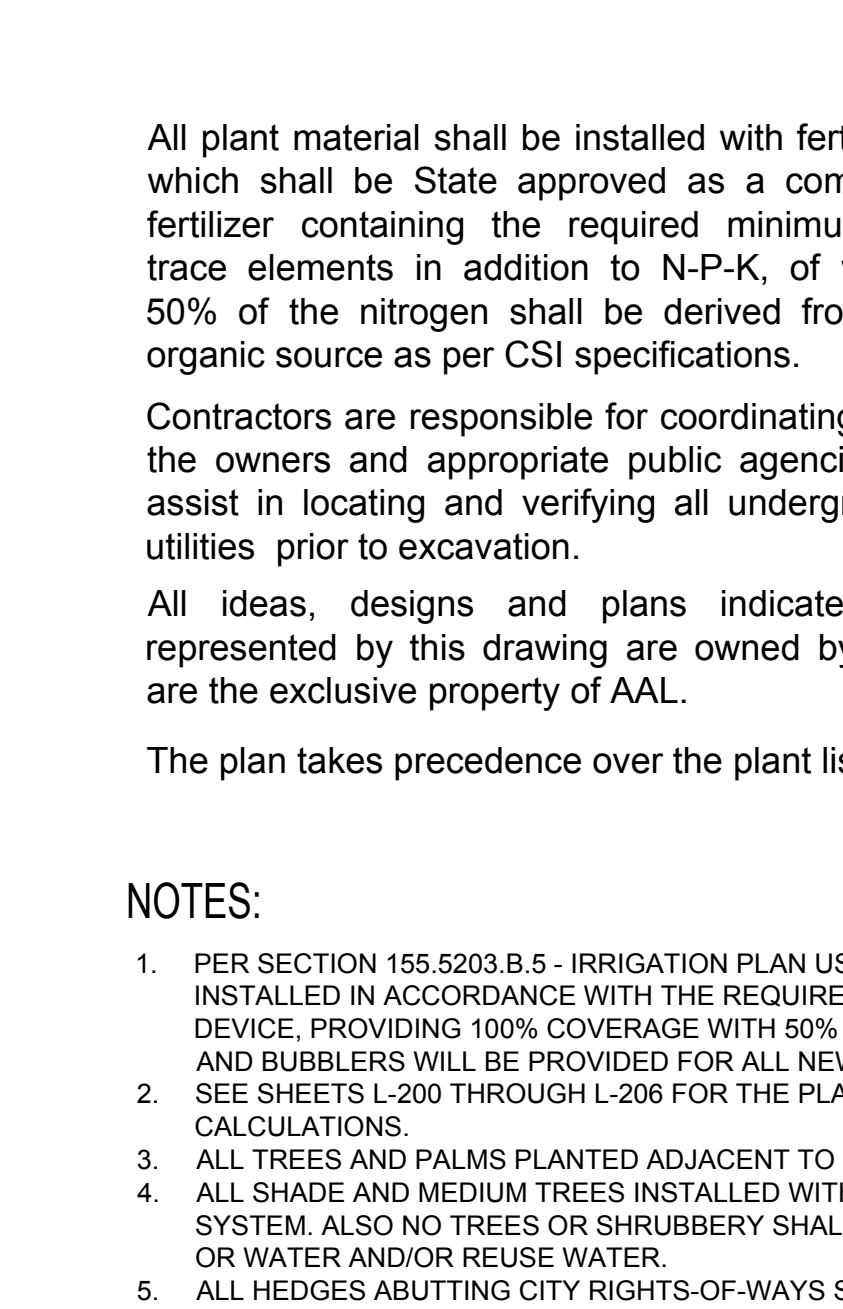 All plant material shall be installed with fert
which shall be State approved as a com
fertilizer containing the required minimu
trace elements in addition to N-P-K, of
50% of the nitrogen shall be derived fro
organic source as per CSI specifications.
Contractors are responsible for coordinating
the owners and appropriate public agenci
assist in locating and verifying all undergr
utilities prior to excavation.
All ideas, designs and plans indicate
represented by this drawing are owned by
are the exclusive property of AAL.
The plan takes precedence over the plant lis
NOTES:
1. PER SECTION 155.5203.B.5 - IRRIGATION PLAN US
INSTALLED IN ACCORDANCE WITH THE REQUIRE
DEVICE, PROVIDING 100% COVERAGE WITH 50%
AND BUBBLERS WILL BE PROVIDED FOR ALL NEW
2. SEE SHEETS L-200 THROUGH L-206 FOR THE PLA
CALCULATIONS.
3. ALL TREES AND PALMS PLANTED ADJACENT TO
4. ALL SHADE AND MEDIUM TREES INSTALLED WITH
SYSTEM. ALSO NO TREES OR SHRUBBERY SHAL
OR WATER AND/OR REUSE WATER.
5. ALL HEDGES ABUTTING CITY RIGHTS-OF-WAYS S